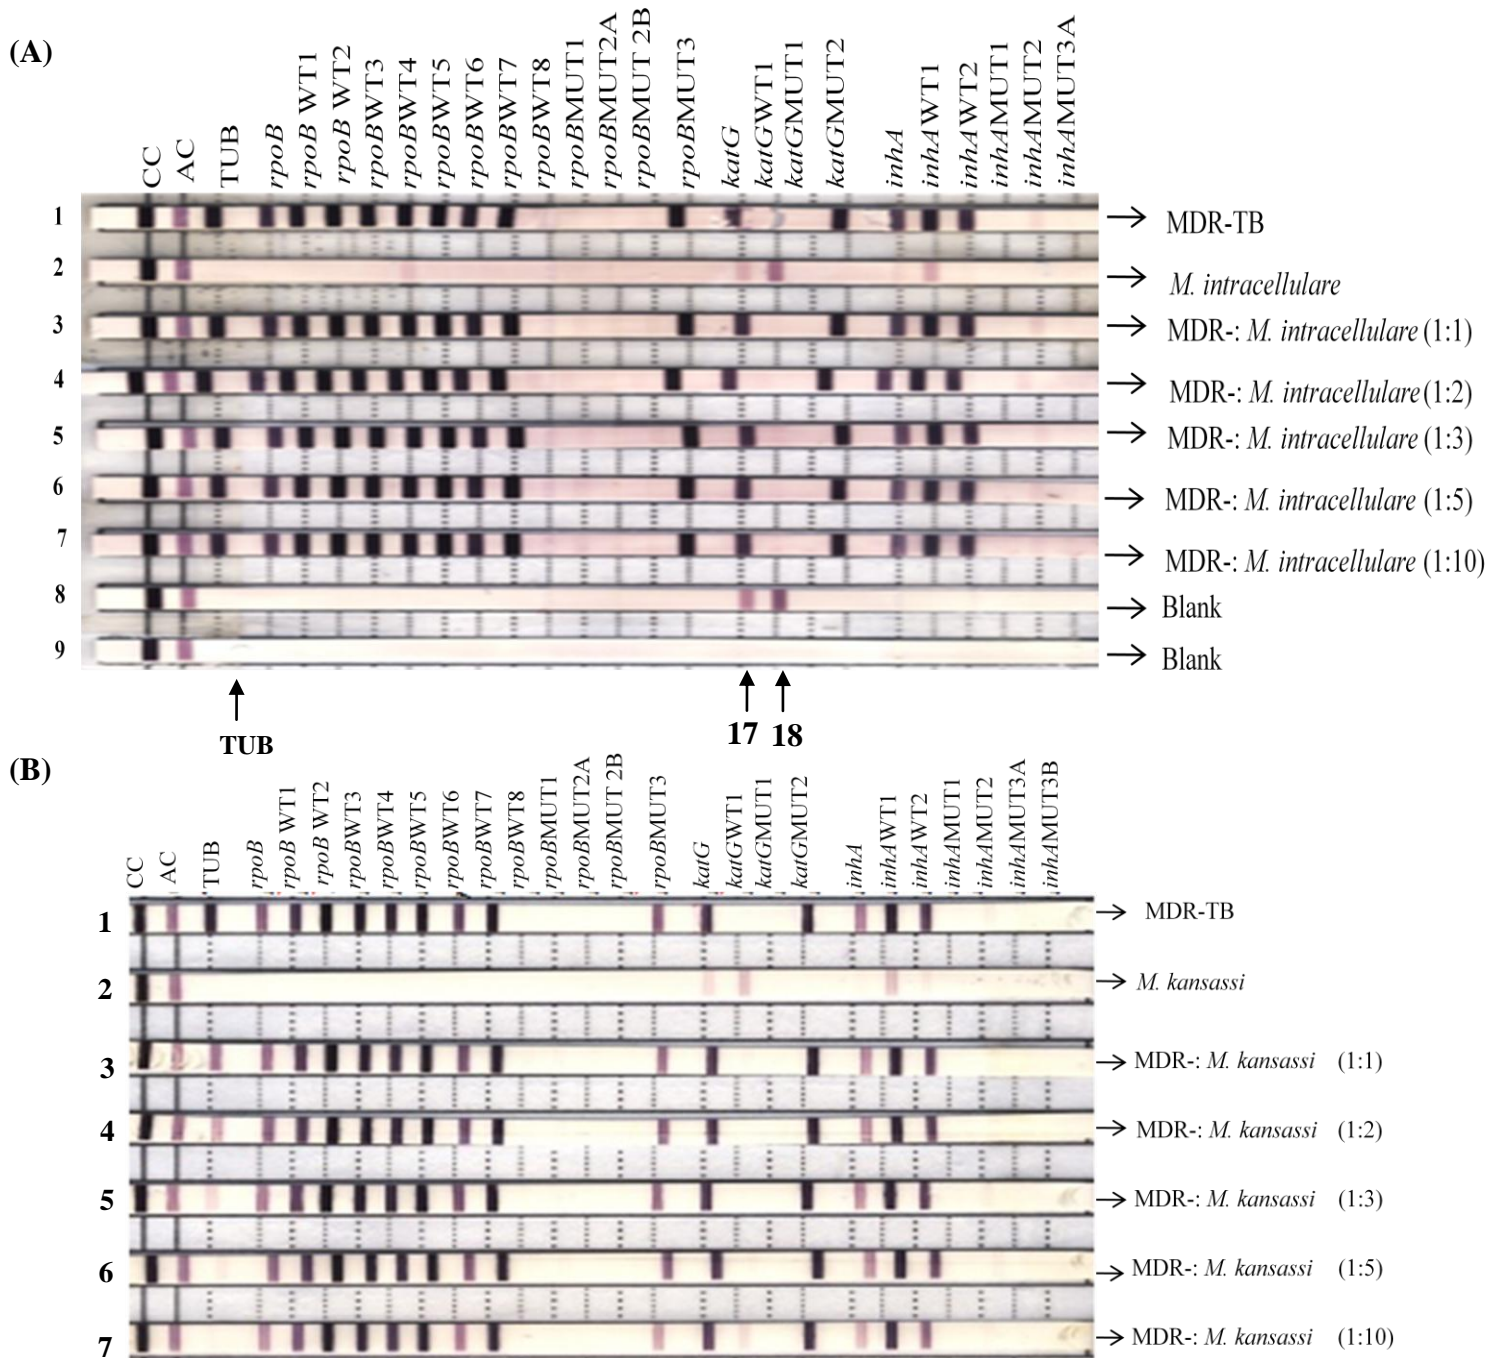 (A)
CC
AC
TUB
rpoB
rpoB WT1
rpoB WT2
rpoBWT3
rpoBWT4
rpoBWT5
rpoBWT6
rpoBWT7
rpoBWT8
rpoBMUT1
rpoBMUT2A
rpoBMUT 2B
rpoBMUT3
katG
katGWT1
katGMUT1
katGMUT2
inhA
inhAWT1
inhAWT2
inhAMUT1
inhAMUT2
inhAMUT3A
1 MDR-TB
2 M. intracellulare
3 MDR-: M. intracellulare (1:1)
4 MDR-: M. intracellulare (1:2)
5 MDR-: M. intracellulare (1:3)
6 MDR-: M. intracellulare (1:5)
7 MDR-: M. intracellulare (1:10)
8 Blank
9 Blank
TUB
17 18
(B)
CC
AC
TUB
rpoB
rpoB WT1
rpoB WT2
rpoBWT3
rpoBWT4
rpoBWT5
rpoBWT6
rpoBWT7
rpoBWT8
rpoBMUT1
rpoBMUT2A
rpoBMUT 2B
rpoBMUT3
katG
katGWT1
katGMUT1
katGMUT2
inhA
inhAWT1
inhAWT2
inhAMUT1
inhAMUT2
inhAMUT3A
inhAMUT3B
1 MDR-TB
2 M. kansassi
3 MDR-: M. kansassi (1:1)
4 MDR-: M. kansassi (1:2)
5 MDR-: M. kansassi (1:3)
6 MDR-: M. kansassi (1:5)
7 MDR-: M. kansassi (1:10)